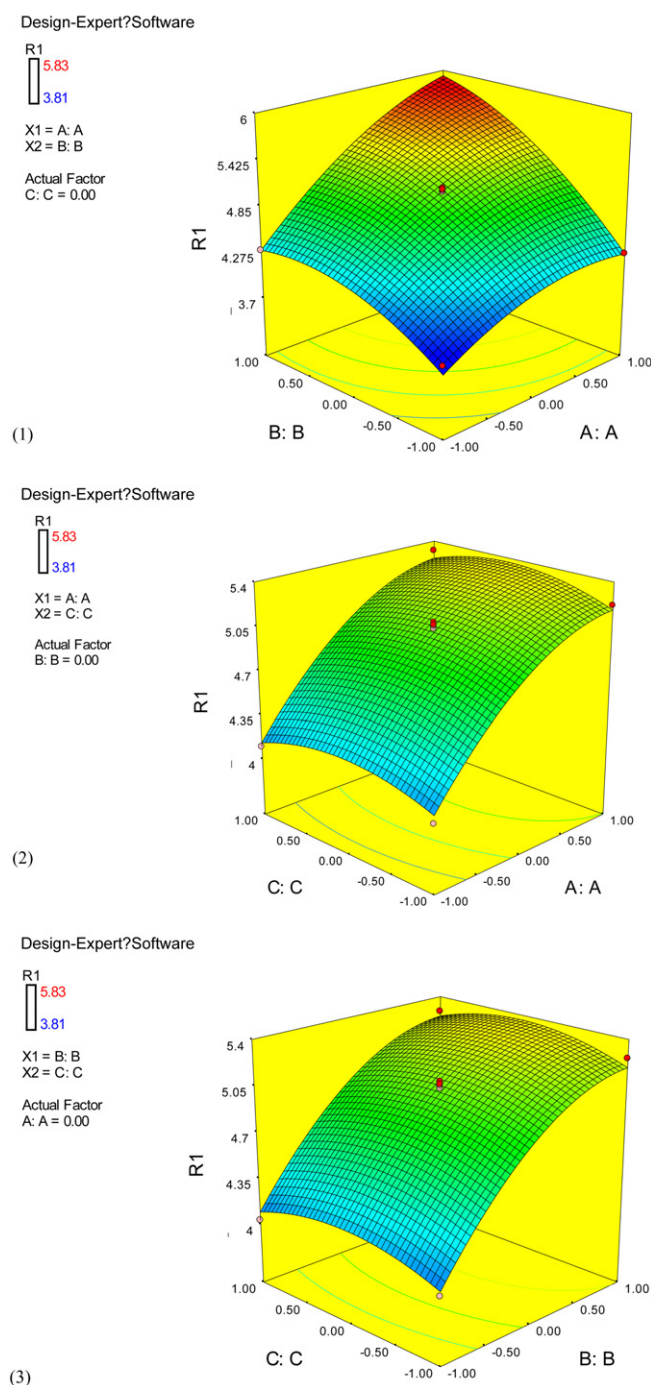 Design-Expert?Software
R1
5.83
3.81
X1 = A: A
X2 = B: B
Actual Factor
C: C = 0.00
6
5.425
4.85
4.275
3.7
R1
1.00
0.50
0.00
-0.50
-1.00
B: B
-1.00
-0.50
0.00
0.50
1.00
A: A
(1)
Design-Expert?Software
R1
5.83
3.81
X1 = A: A
X2 = C: C
Actual Factor
B: B = 0.00
5.4
5.05
4.7
4.35
4
R1
1.00
0.50
0.00
-0.50
-1.00
C: C
-1.00
-0.50
0.00
0.50
1.00
A: A
(2)
Design-Expert?Software
R1
5.83
3.81
X1 = B: B
X2 = C: C
Actual Factor
A: A = 0.00
5.4
5.05
4.7
4.35
4
R1
1.00
0.50
0.00
-0.50
-1.00
C: C
-1.00
-0.50
0.00
0.50
1.00
B: B
(3)